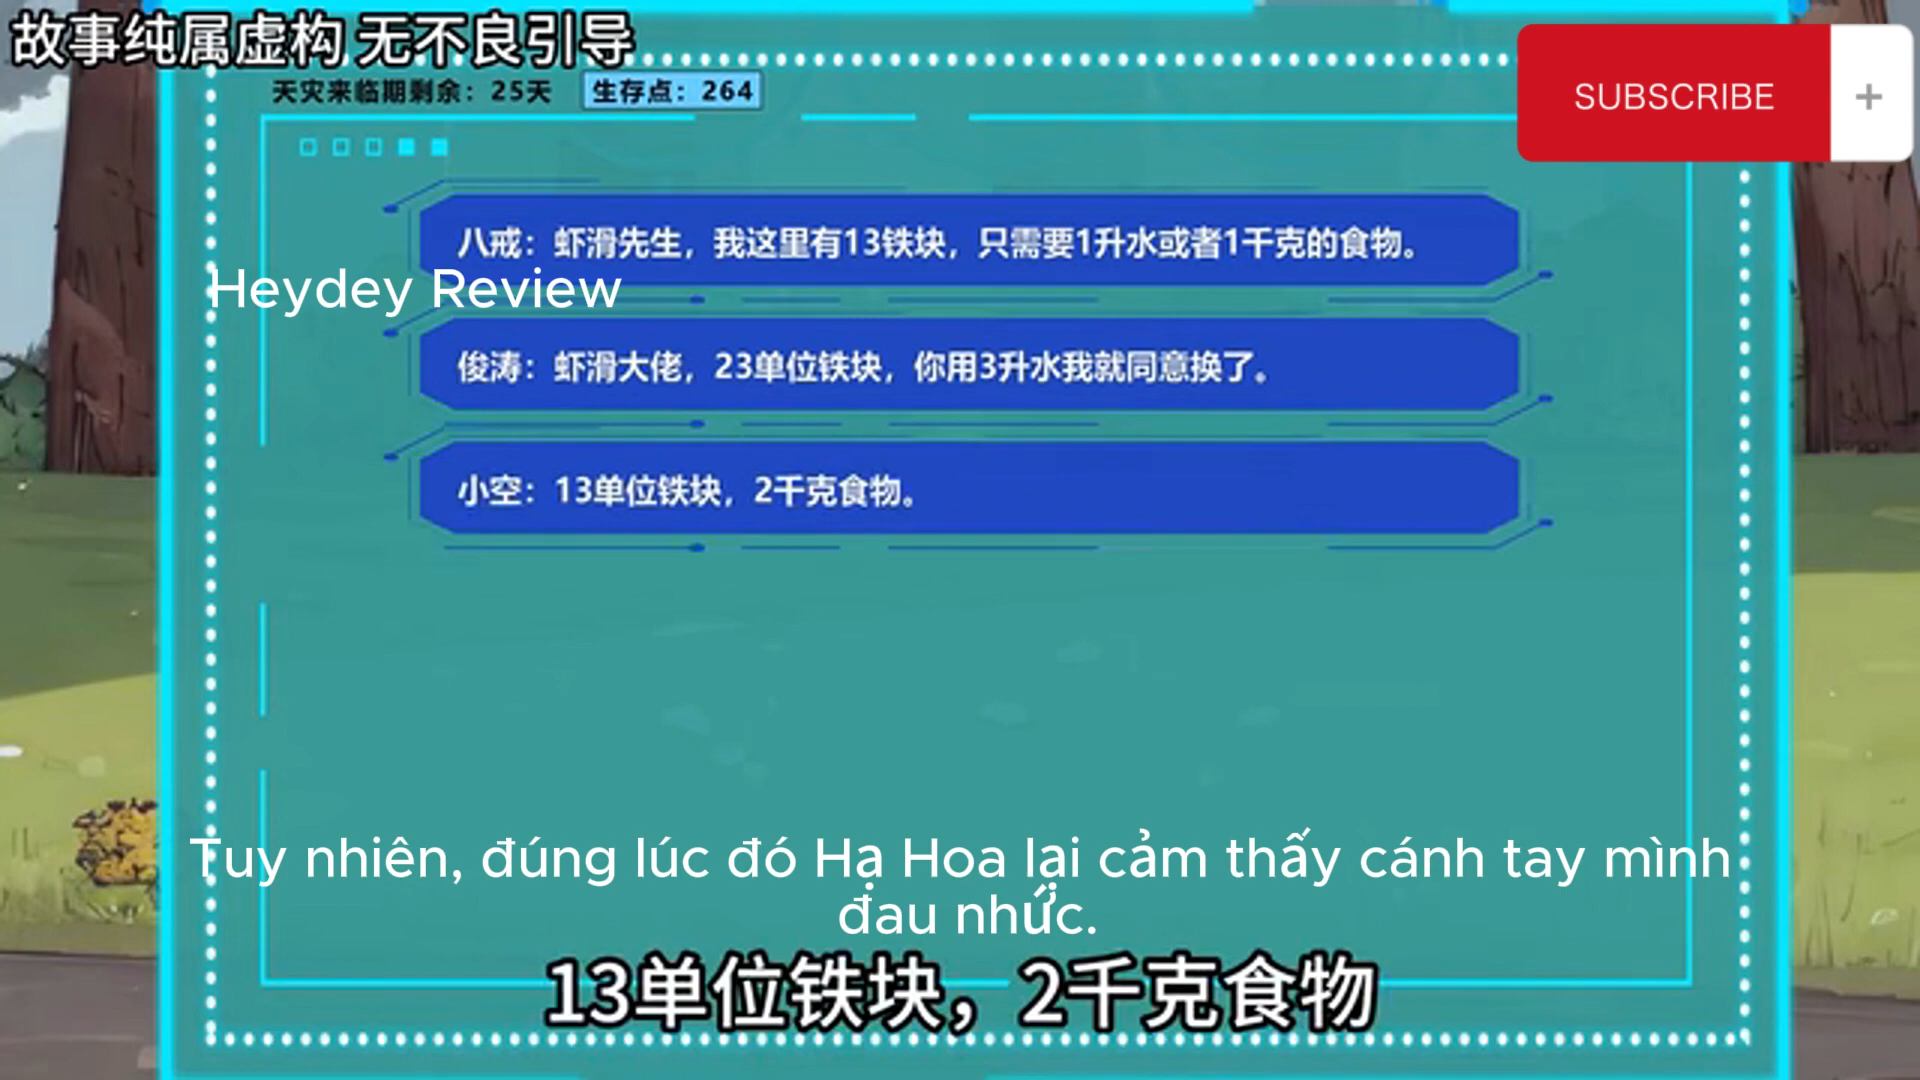 故事纯属虚构 无不良引导
天灾来临期剩余：25天 生存点：264
SUBSCRIBE +
八戒：虾滑先生，我这里有13铁块，只需要1升水或者1千克的食物。
Heydey Review
俊涛：虾滑大佬，23单位铁块，你用3升水我就同意换了。
小空：13单位铁块，2千克食物。
Tuy nhiên, đúng lúc đó Hạ Hoa lại cảm thấy cánh tay mình
đau nhức.
13单位铁块，2千克食物